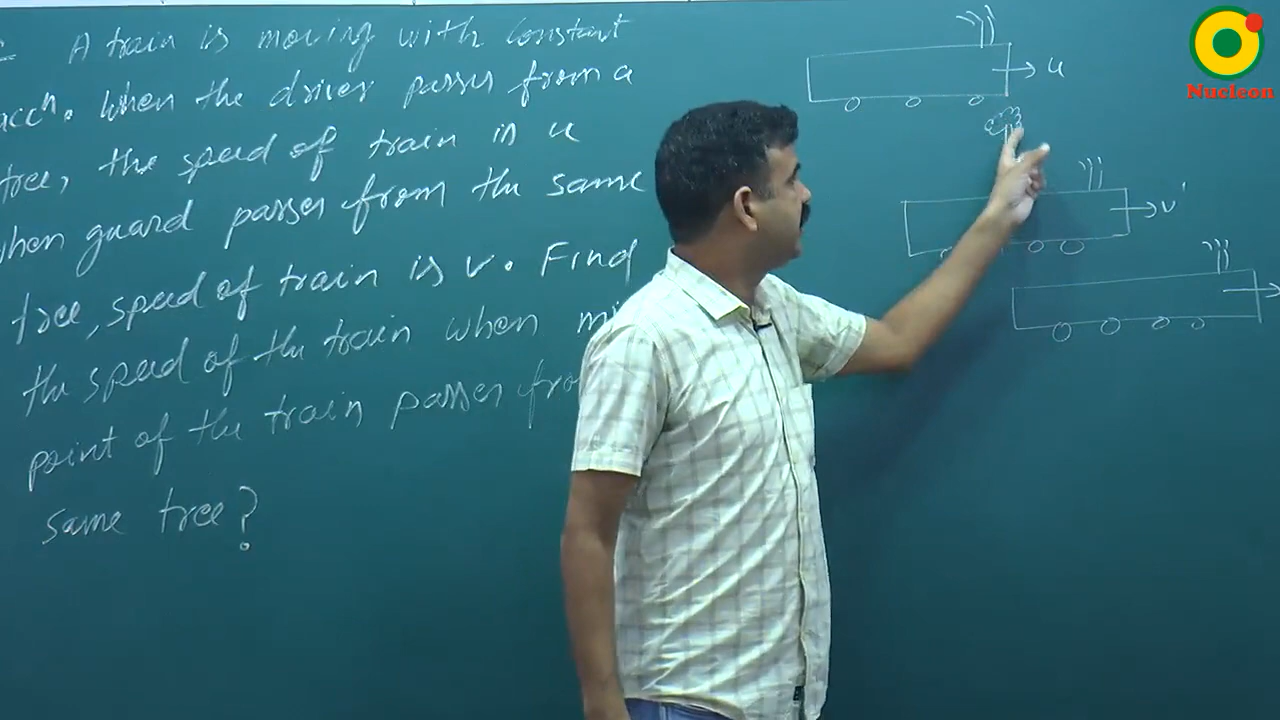 A train is moving with constant
accⁿ. When the driver passes from a
tree, the speed of train is u
when guard passes from the same
tree, speed of train is v. Find
the speed of the train when mi
point of the train passes fro
same tree?
u
v'
Nucleon